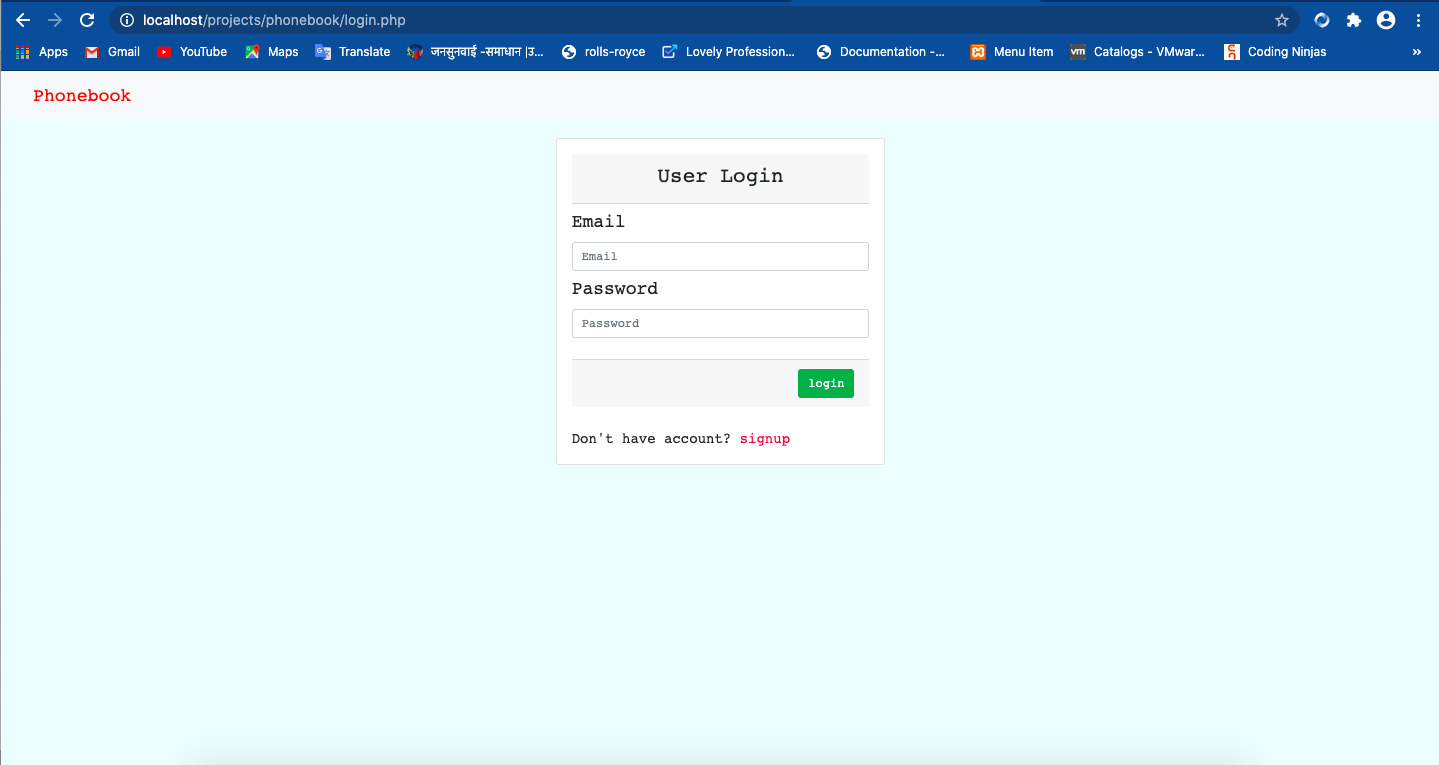 localhost/projects/phonebook/login.php
Apps Gmail YouTube Maps Translate जनसुनवाई -समाधान |उ... rolls-royce Lovely Profession... Documentation -... Menu Item vm Catalogs - VMwar... Coding Ninjas »
Phonebook
User Login
Email
Email
Password
Password
login
Don't have account? signup